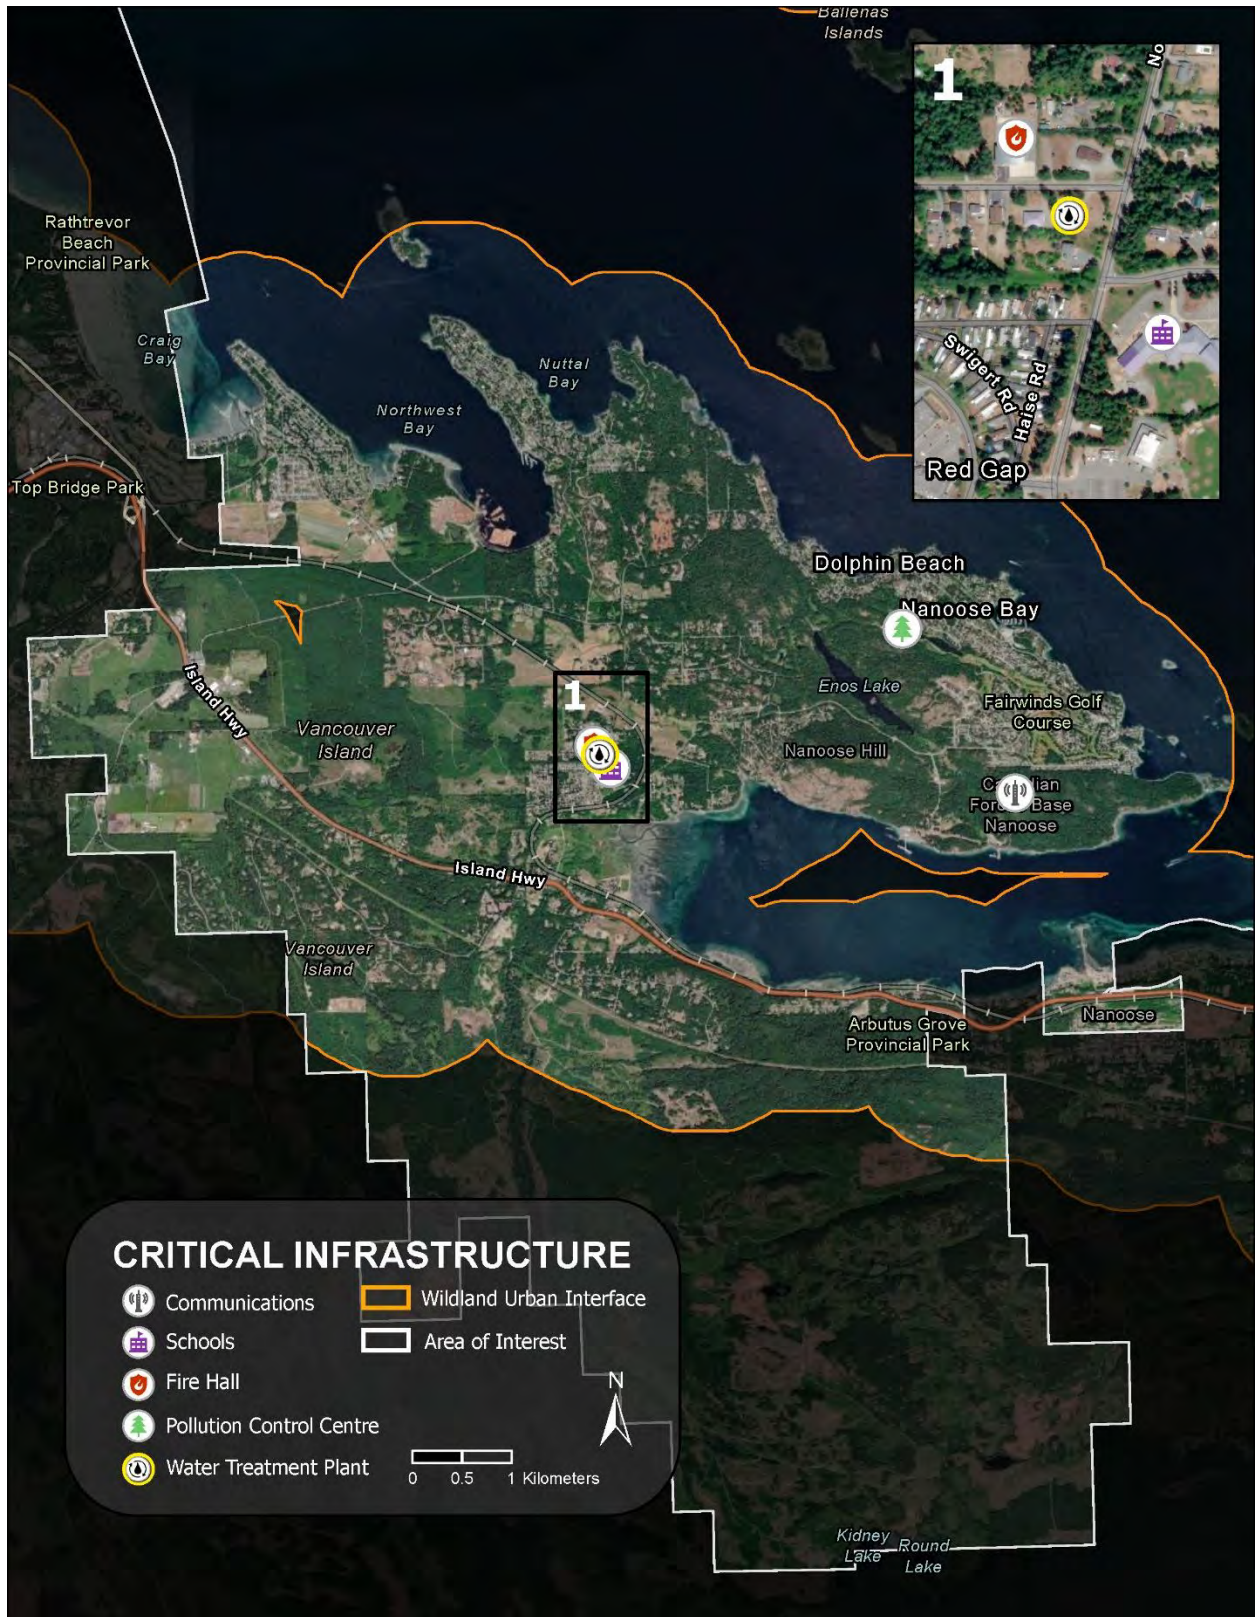 Ballenas
Islands
1
No
Swigert Rd
Haise Rd
Red Gap
Rathtrevor
Beach
Provincial Park
Craig
Bay
Nuttal
Bay
Northwest
Bay
Top Bridge Park
Dolphin Beach
Nanoose Bay
Enos Lake
Fairwinds Golf
Course
Island Hwy
Vancouver
Island
1
Nanoose Hill
Nanoose
Island Hwy
Vancouver
Island
Arbutus Grove
Provincial Park
Nanoose
CRITICAL INFRASTRUCTURE
Communications
Schools
Fire Hall
Pollution Control Centre
Water Treatment Plant
Wildland Urban Interface
Area of Interest
N
0 0.5 1 Kilometers
Kidney
Lake
Round
Lake